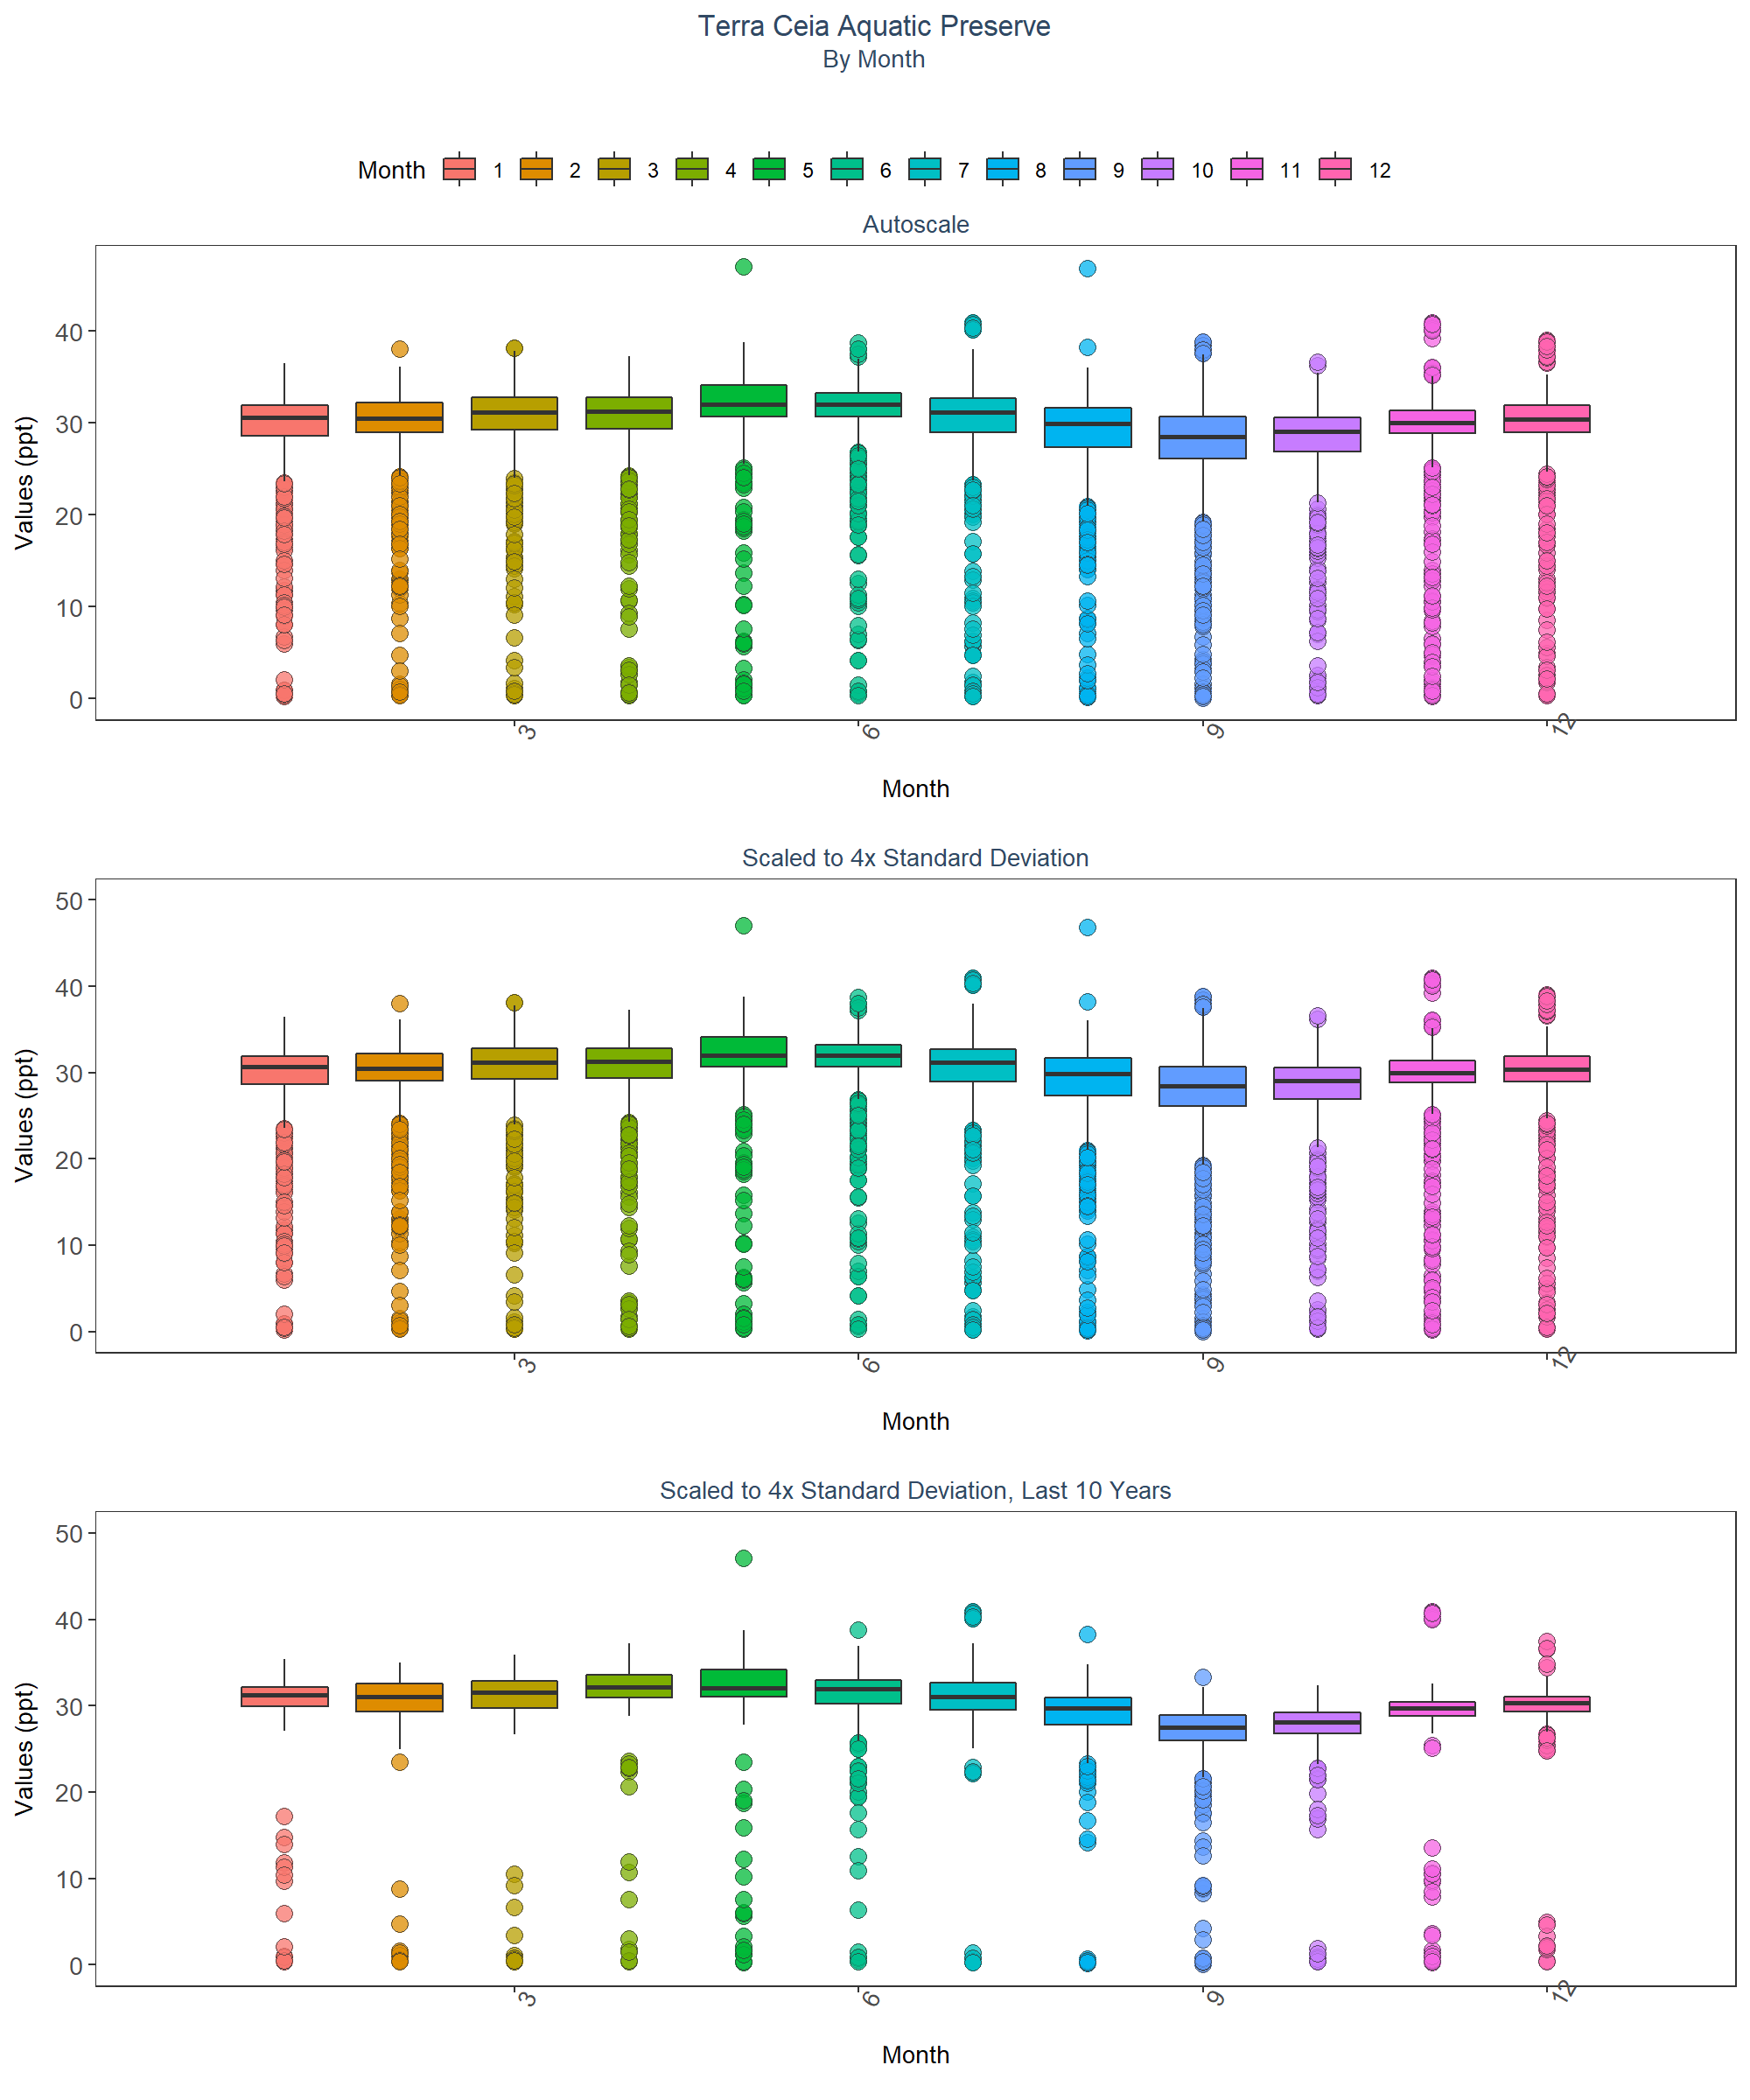 Terra Ceia Aquatic Preserve
By Month
Month 1 2 3 4 5 6 7 8 9 10 11 12
Autoscale
Values (ppt)
40
30
20
10
0
3 6 9 12
Month
Scaled to 4x Standard Deviation
Values (ppt)
50
40
30
20
10
0
3 6 9 12
Month
Scaled to 4x Standard Deviation, Last 10 Years
Values (ppt)
50
40
30
20
10
0
3 6 9 12
Month